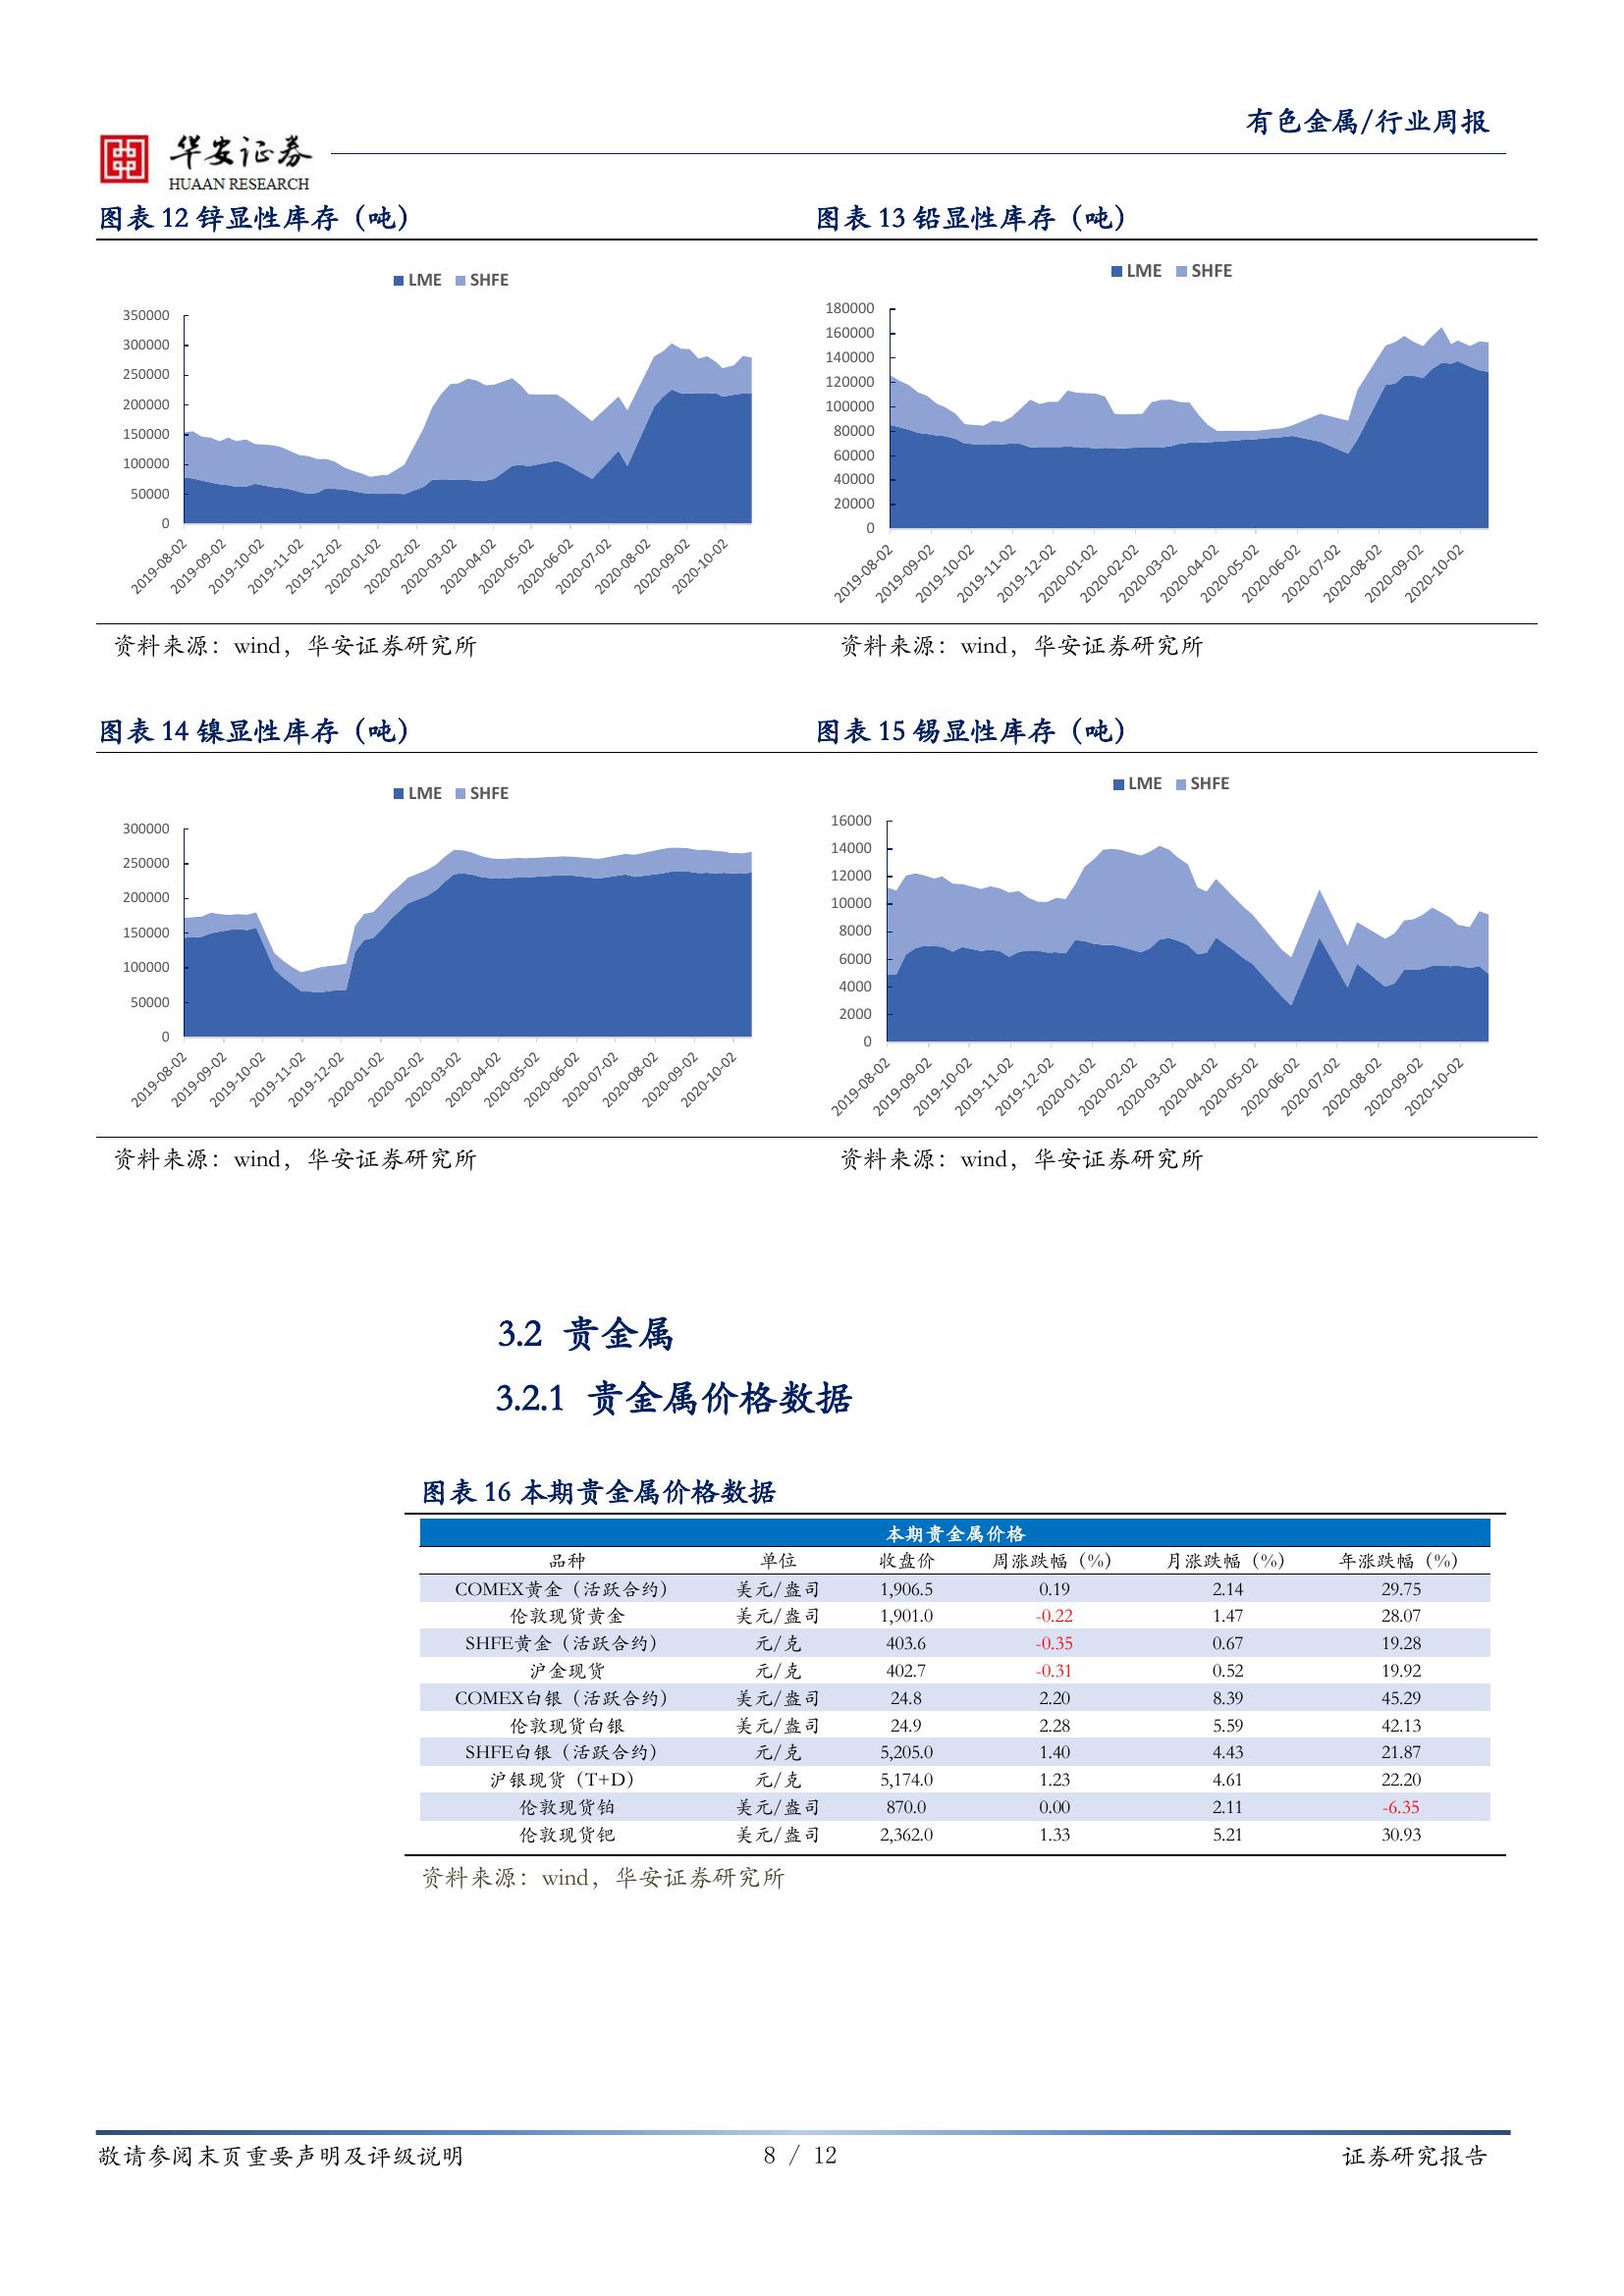 有色金属/行业周报
华安证券
HUAAN RESEARCH
图表 12 锌显性库存（吨）
LME SHFE
350000
300000
250000
200000
150000
100000
50000
0
2019-08-02 2019-09-02 2019-10-02 2019-11-02 2019-12-02 2020-01-02 2020-02-02 2020-03-02 2020-04-02 2020-05-02 2020-06-02 2020-07-02 2020-08-02 2020-09-02 2020-10-02
资料来源：wind，华安证券研究所
图表 13 铅显性库存（吨）
LME SHFE
180000
160000
140000
120000
100000
80000
60000
40000
20000
0
2019-08-02 2019-09-02 2019-10-02 2019-11-02 2019-12-02 2020-01-02 2020-02-02 2020-03-02 2020-04-02 2020-05-02 2020-06-02 2020-07-02 2020-08-02 2020-09-02 2020-10-02
资料来源：wind，华安证券研究所
图表 14 镍显性库存（吨）
LME SHFE
300000
250000
200000
150000
100000
50000
0
2019-08-02 2019-09-02 2019-10-02 2019-11-02 2019-12-02 2020-01-02 2020-02-02 2020-03-02 2020-04-02 2020-05-02 2020-06-02 2020-07-02 2020-08-02 2020-09-02 2020-10-02
资料来源：wind，华安证券研究所
图表 15 锡显性库存（吨）
LME SHFE
16000
14000
12000
10000
8000
6000
4000
2000
0
2019-08-02 2019-09-02 2019-10-02 2019-11-02 2019-12-02 2020-01-02 2020-02-02 2020-03-02 2020-04-02 2020-05-02 2020-06-02 2020-07-02 2020-08-02 2020-09-02 2020-10-02
资料来源：wind，华安证券研究所
3.2 贵金属
3.2.1 贵金属价格数据
图表 16 本期贵金属价格数据
本期贵金属价格
品种 单位 收盘价 周涨跌幅（%） 月涨跌幅（%） 年涨跌幅（%）
COMEX黄金（活跃合约） 美元/盎司 1,906.5 0.19 2.14 29.75
伦敦现货黄金 美元/盎司 1,901.0 -0.22 1.47 28.07
SHFE黄金（活跃合约） 元/克 403.6 -0.35 0.67 19.28
沪金现货 元/克 402.7 -0.31 0.52 19.92
COMEX白银（活跃合约） 美元/盎司 24.8 2.20 8.39 45.29
伦敦现货白银 美元/盎司 24.9 2.28 5.59 42.13
SHFE白银（活跃合约） 元/克 5,205.0 1.40 4.43 21.87
沪银现货（T+D） 元/克 5,174.0 1.23 4.61 22.20
伦敦现货铂 美元/盎司 870.0 0.00 2.11 -6.35
伦敦现货钯 美元/盎司 2,362.0 1.33 5.21 30.93
资料来源：wind，华安证券研究所
敬请参阅末页重要声明及评级说明 8 / 12 证券研究报告